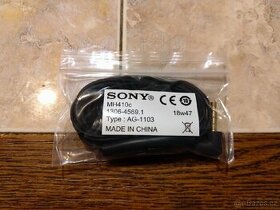 SONY®
MH410c
1306-4569.1
18w47
Type : AG-1103
MADE IN CHINA